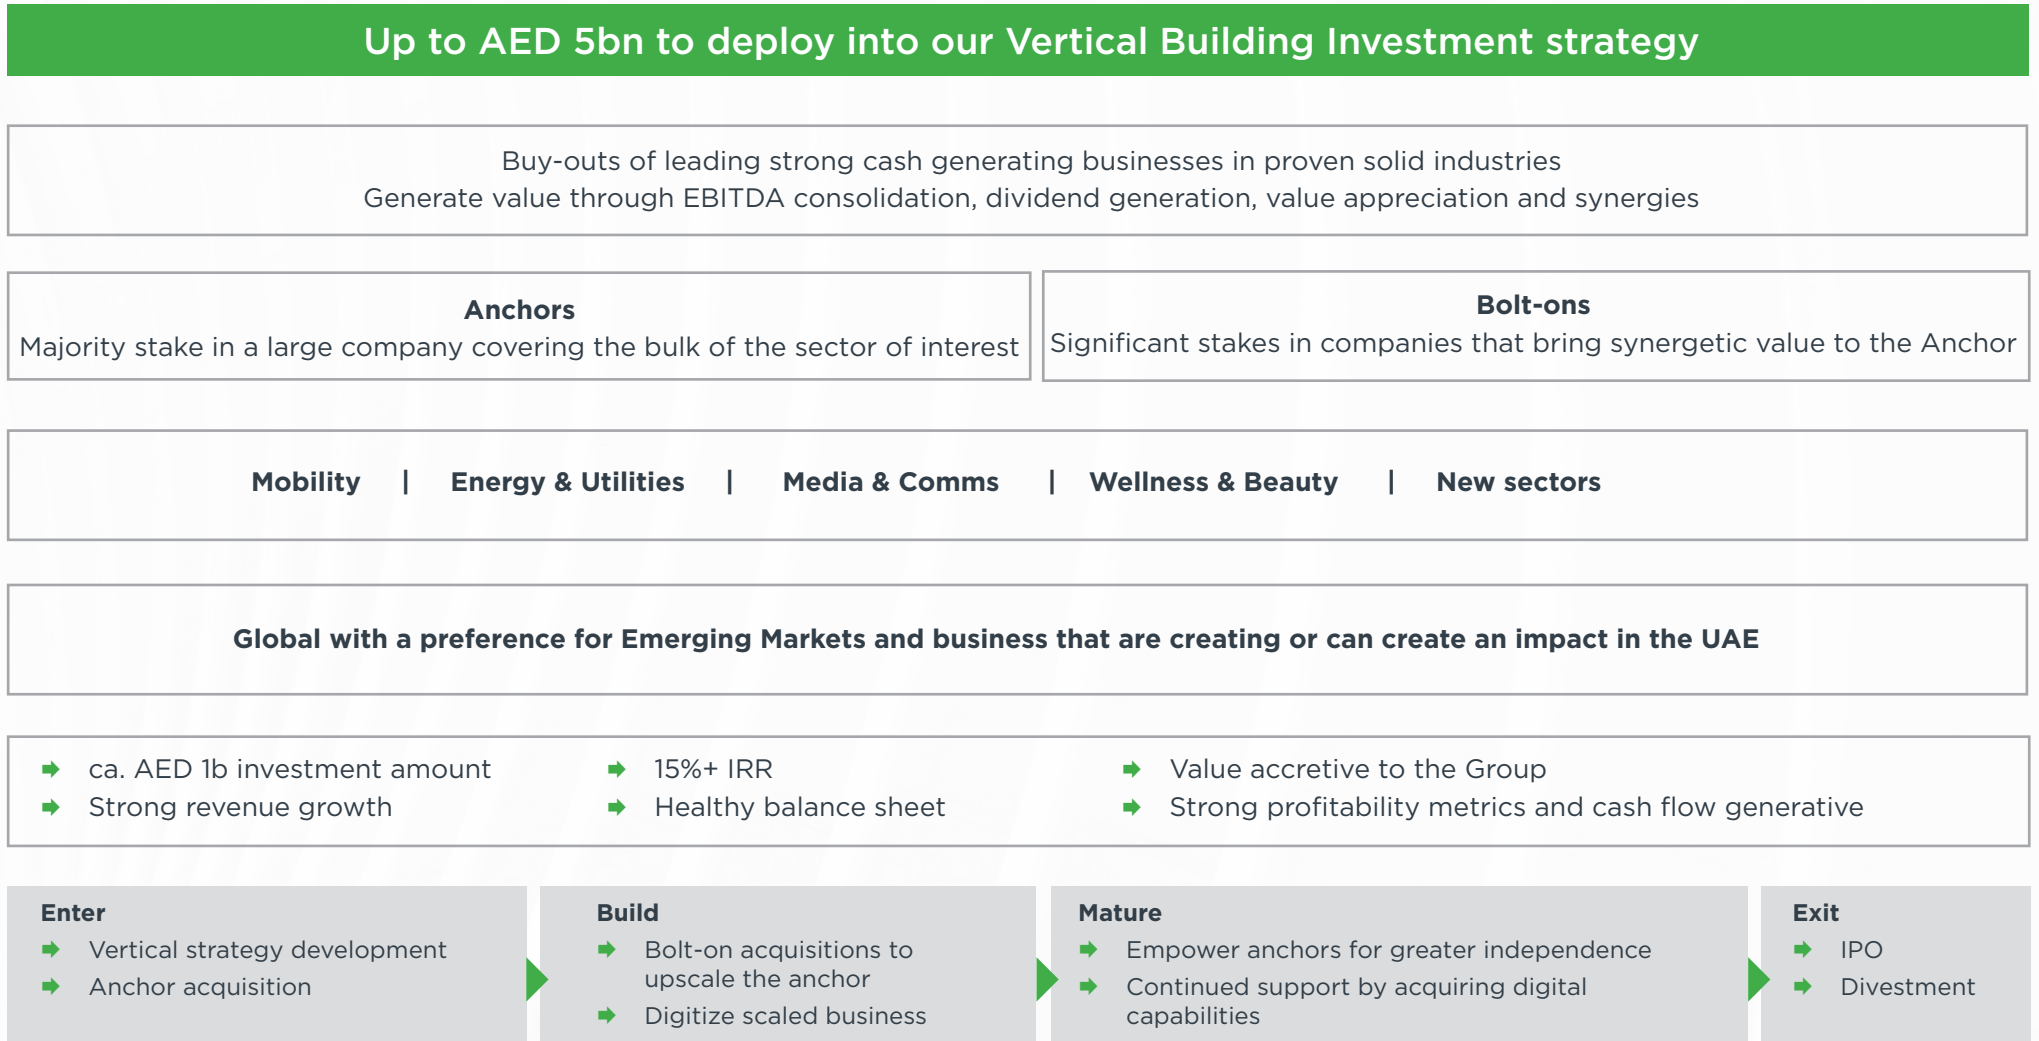 Up to AED 5bn to deploy into our Vertical Building Investment strategy
Buy-outs of leading strong cash generating businesses in proven solid industries
Generate value through EBITDA consolidation, dividend generation, value appreciation and synergies
Anchors
Majority stake in a large company covering the bulk of the sector of interest
Bolt-ons
Significant stakes in companies that bring synergetic value to the Anchor
Mobility | Energy & Utilities | Media & Comms | Wellness & Beauty | New sectors
Global with a preference for Emerging Markets and business that are creating or can create an impact in the UAE
ca. AED 1b investment amount
Strong revenue growth
15%+ IRR
Healthy balance sheet
Value accretive to the Group
Strong profitability metrics and cash flow generative
Enter
Vertical strategy development
Anchor acquisition
Build
Bolt-on acquisitions to
upscale the anchor
Digitize scaled business
Mature
Empower anchors for greater independence
Continued support by acquiring digital
capabilities
Exit
IPO
Divestment